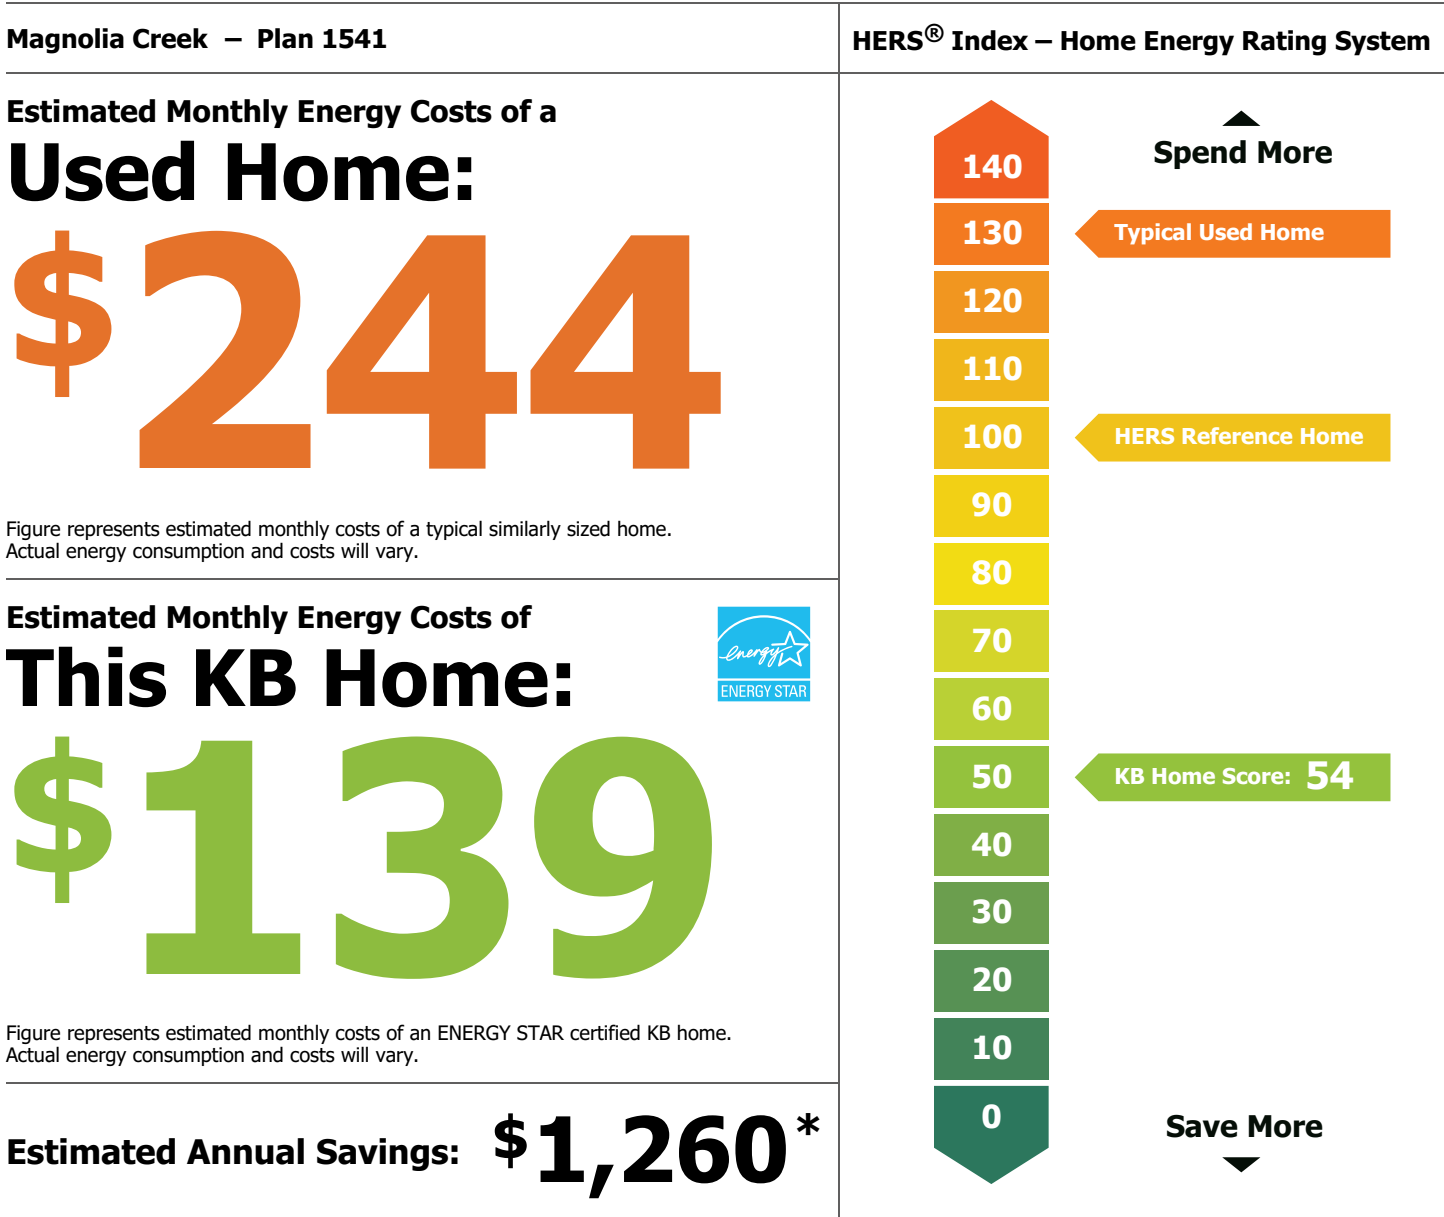 Magnolia Creek – Plan 1541
Estimated Monthly Energy Costs of a
Used Home:
$244
Figure represents estimated monthly costs of a typical similarly sized home.
Actual energy consumption and costs will vary.
Estimated Monthly Energy Costs of
This KB Home:
energy
ENERGY STAR
$139
Figure represents estimated monthly costs of an ENERGY STAR certified KB home.
Actual energy consumption and costs will vary.
Estimated Annual Savings: $1,260*
HERS® Index – Home Energy Rating System
Spend More
140
130 Typical Used Home
120
110
100 HERS Reference Home
90
80
70
60
50 KB Home Score: 54
40
30
20
10
0
Save More